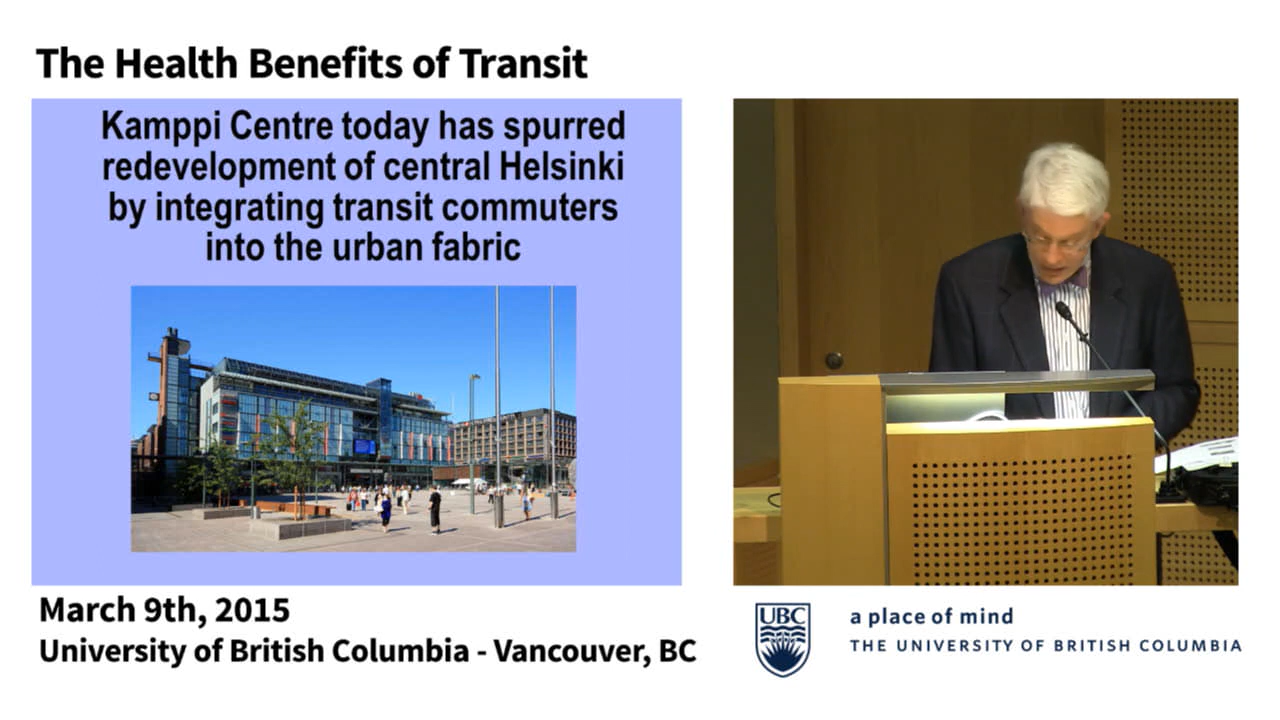 The Health Benefits of Transit
Kamppi Centre today has spurred
redevelopment of central Helsinki
by integrating transit commuters
into the urban fabric
March 9th, 2015
University of British Columbia - Vancouver, BC
UBC
a place of mind
THE UNIVERSITY OF BRITISH COLUMBIA